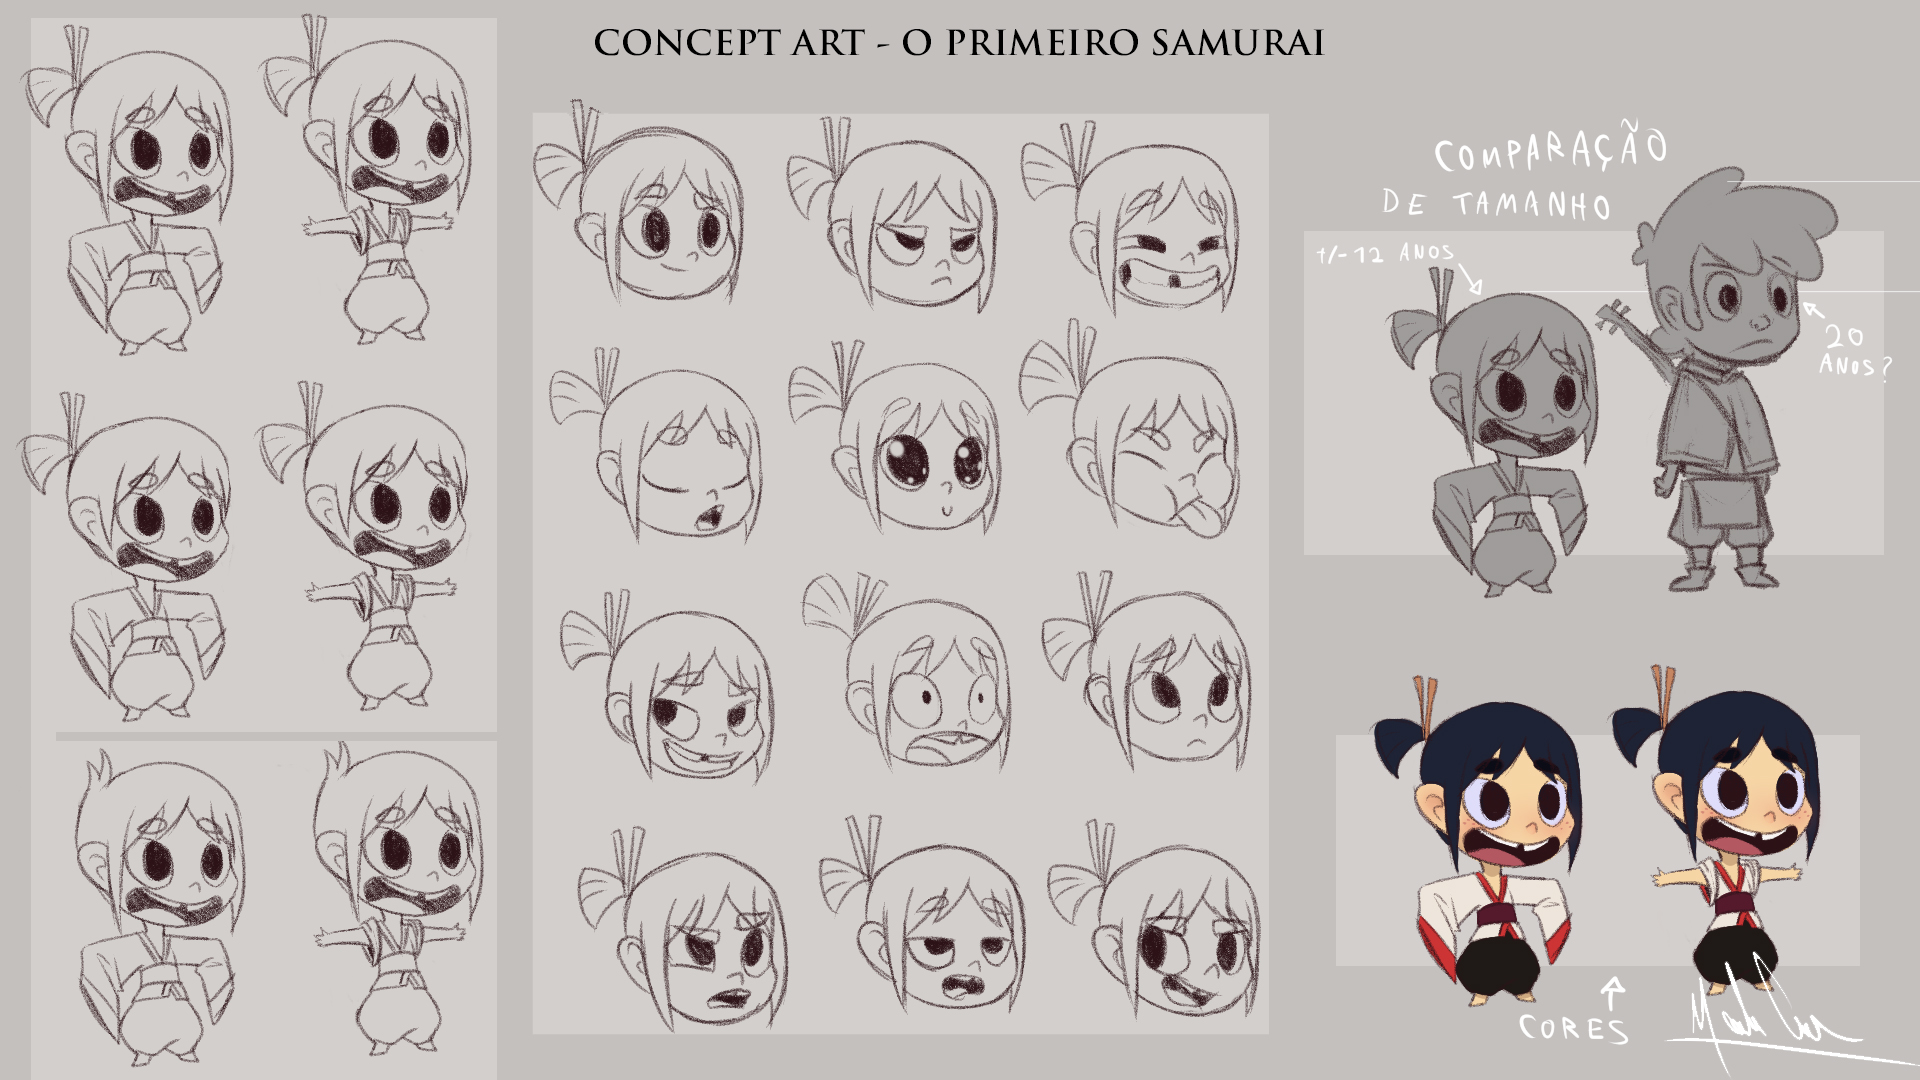 CONCEPT ART - O PRIMEIRO SAMURAI
COMPARAÇÃO
DE TAMANHO
+/- 12 ANOS
20
ANOS?
CORES